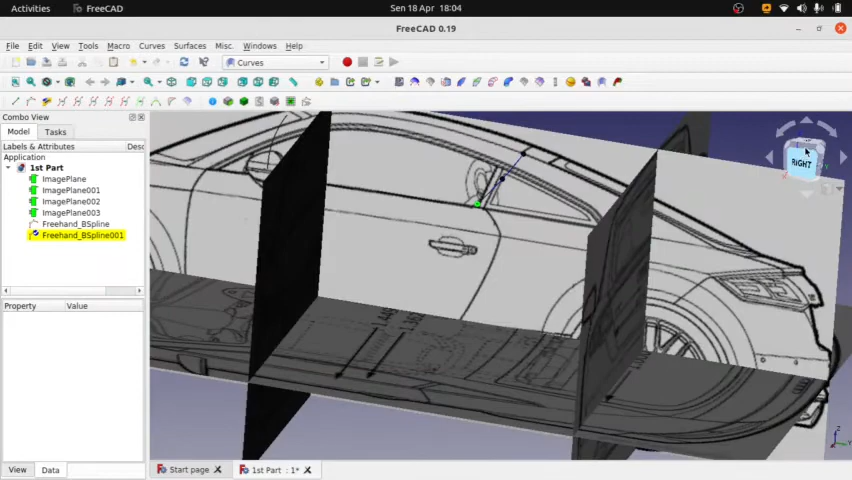 Activities FreeCAD Sen 18 Apr 18:04
FreeCAD 0.19
File Edit View Tools Macro Curves Surfaces Misc. Windows Help
Curves
Combo View
Model Tasks
Labels & Attributes Desc
Application
1st Part
ImagePlane
ImagePlane001
ImagePlane002
ImagePlane003
Freehand_BSpline
Freehand_BSpline001
Property Value
View Data
Start page 1st Part : 1*
RIGHT
Z
Y